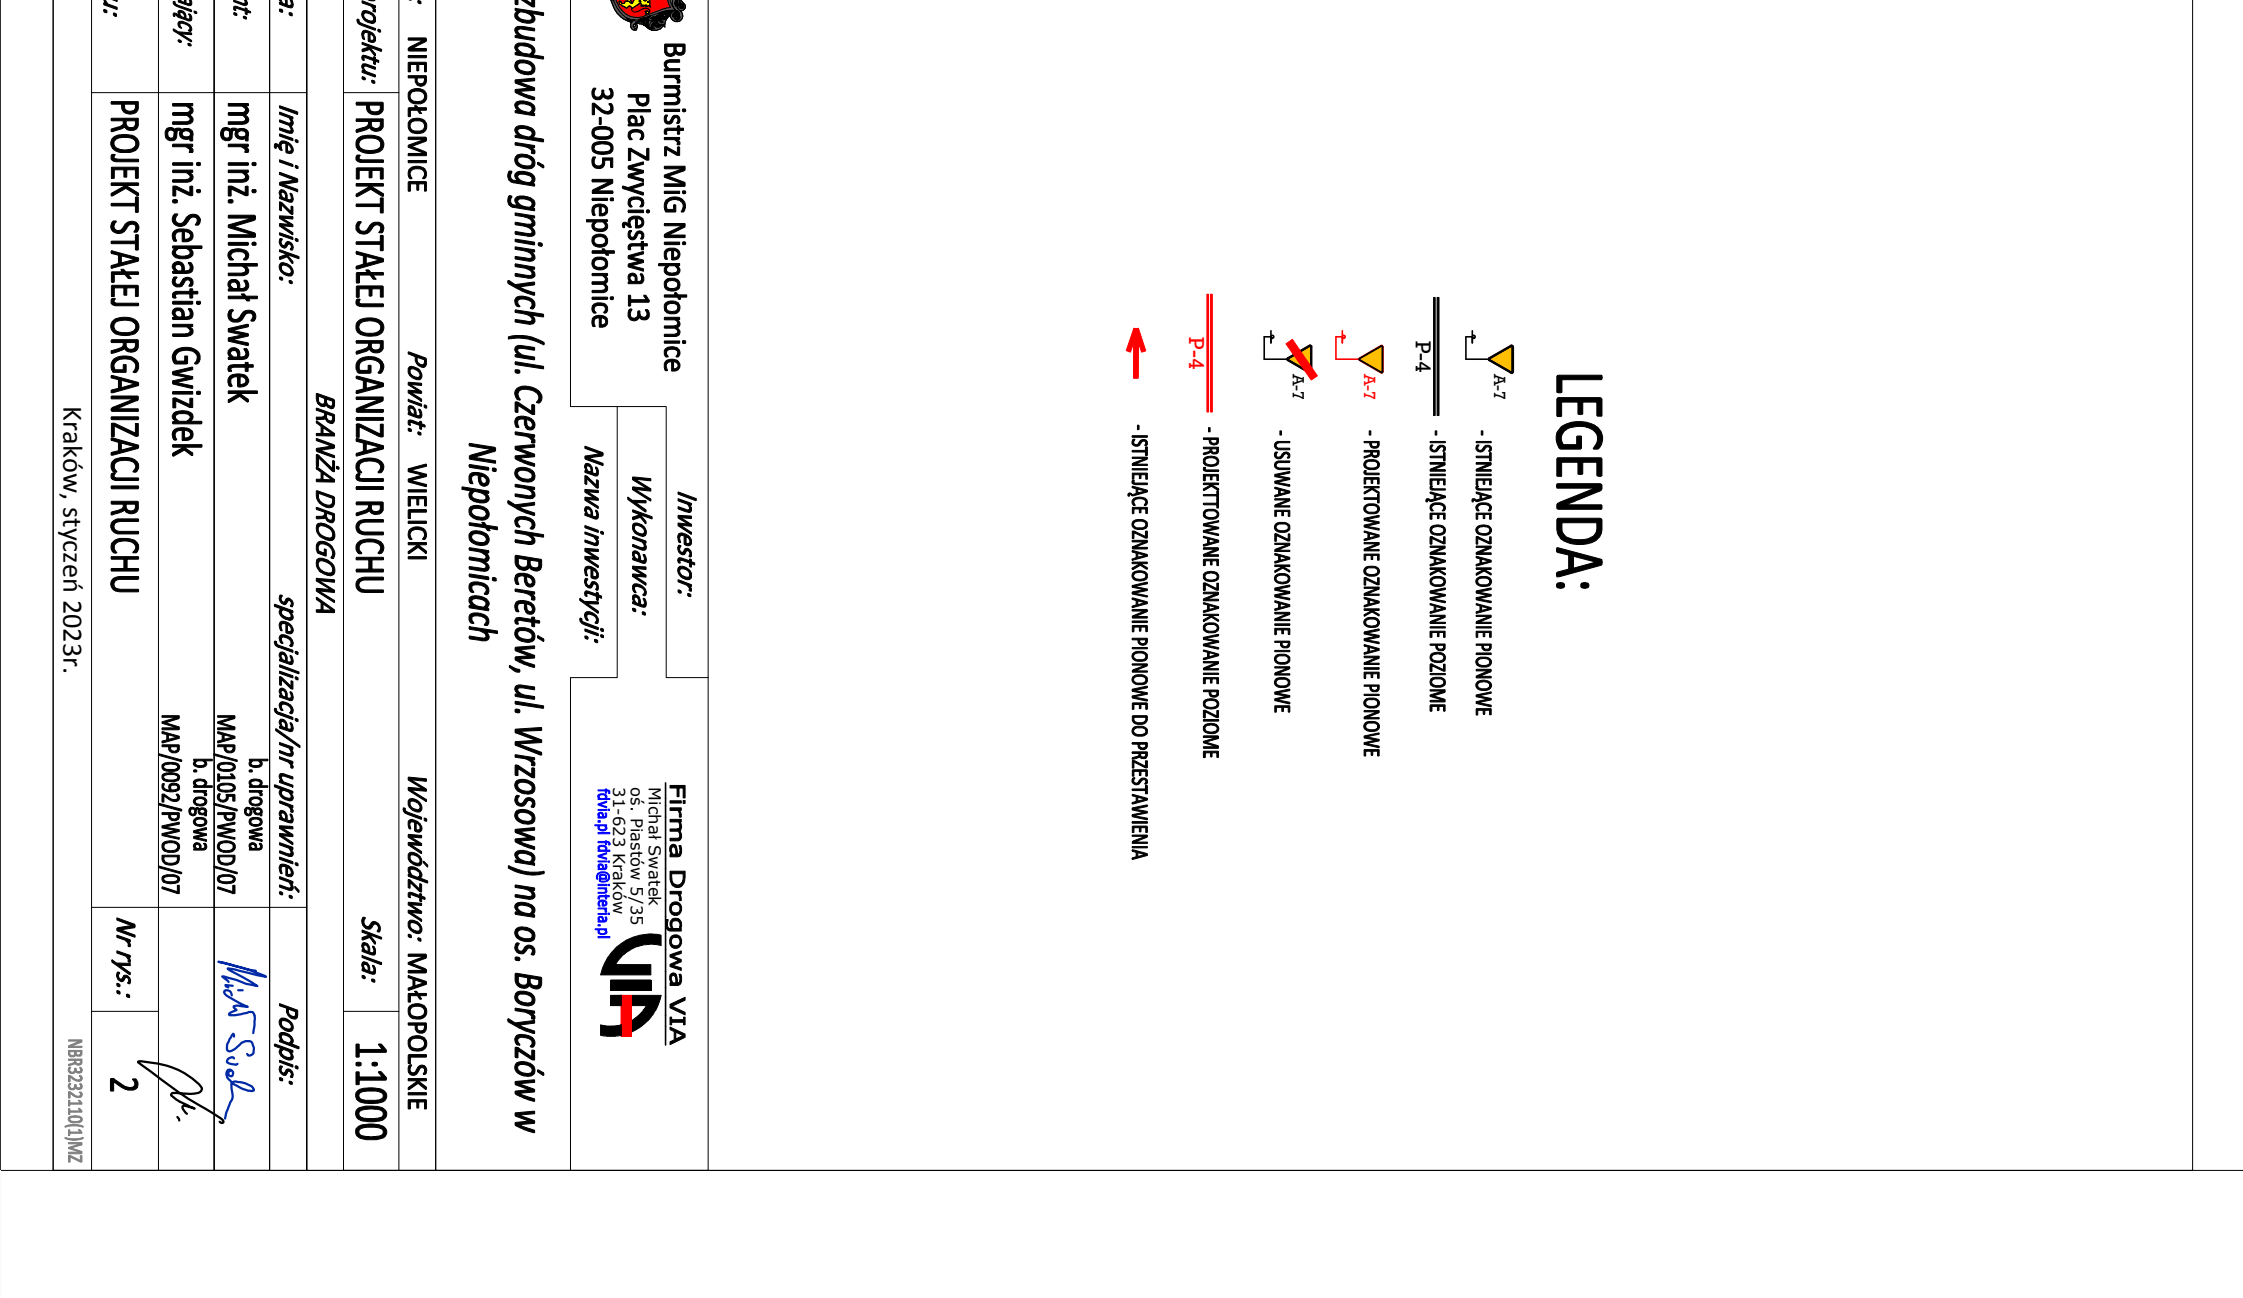 LEGENDA:
A-7
- ISTNIEJĄCE OZNAKOWANIE PIONOWE
P-4
- ISTNIEJĄCE OZNAKOWANIE POZIOME
A-7
- PROJEKTOWANE OZNAKOWANIE PIONOWE
A-7
- USUWANE OZNAKOWANIE PIONOWE
P-4
- PROJEKTTOWANE OZNAKOWANIE POZIOME
- ISTNIEJĄCE OZNAKOWANIE PIONOWE DO PRZESTAWIENIA
Burmistrz MiG Niepołomice
Plac Zwycięstwa 13
32-005 Niepołomice
Inwestor:
Wykonawca:
Nazwa inwestycji:
Firma Drogowa VIA
Michał Swatek
oś. Piastów 5/35
31-623 Kraków
fdvia.pl fdvia@interia.pl
VIA
zbudowa dróg gminnych (ul. Czerwonych Beretów, ul. Wrzosowa) na os. Boryczów w
Niepołomicach
: NIEPOŁOMICE Powiat: WIELICKI Województwo: MAŁOPOLSKIE
rojektu: PROJEKT STAŁEJ ORGANIZACJI RUCHU Skala: 1:1000
BRANŻA DROGOWA
a: Imię i Nazwisko: specjalizacja/nr uprawnień: Podpis:
nt: mgr inż. Michał Swatek b. drogowa
MAP/0105/PWOD/07
ający: mgr inż. Sebastian Gwizdek b. drogowa
MAP/0092/PWOD/07
u: PROJEKT STAŁEJ ORGANIZACJI RUCHU Nr rys.: 2
Kraków, styczeń 2023r.
NBR3232110(1)MZ